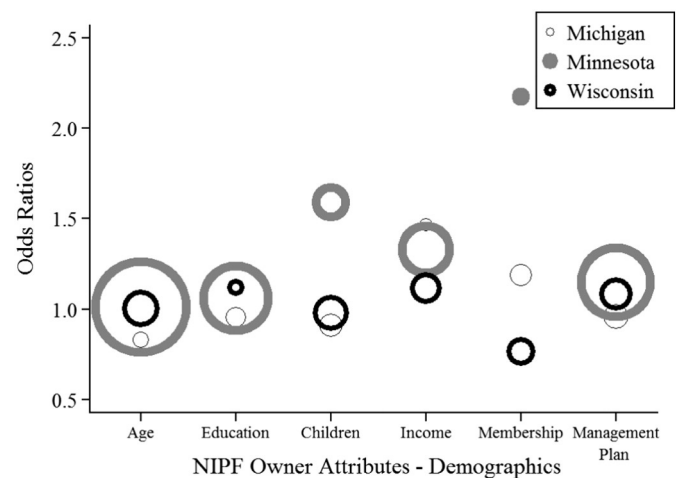 2.5
2.0
1.5
1.0
0.5
Odds Ratios
Michigan
Minnesota
Wisconsin
Age
Education
Children
Income
Membership
Management
Plan
NIPF Owner Attributes - Demographics